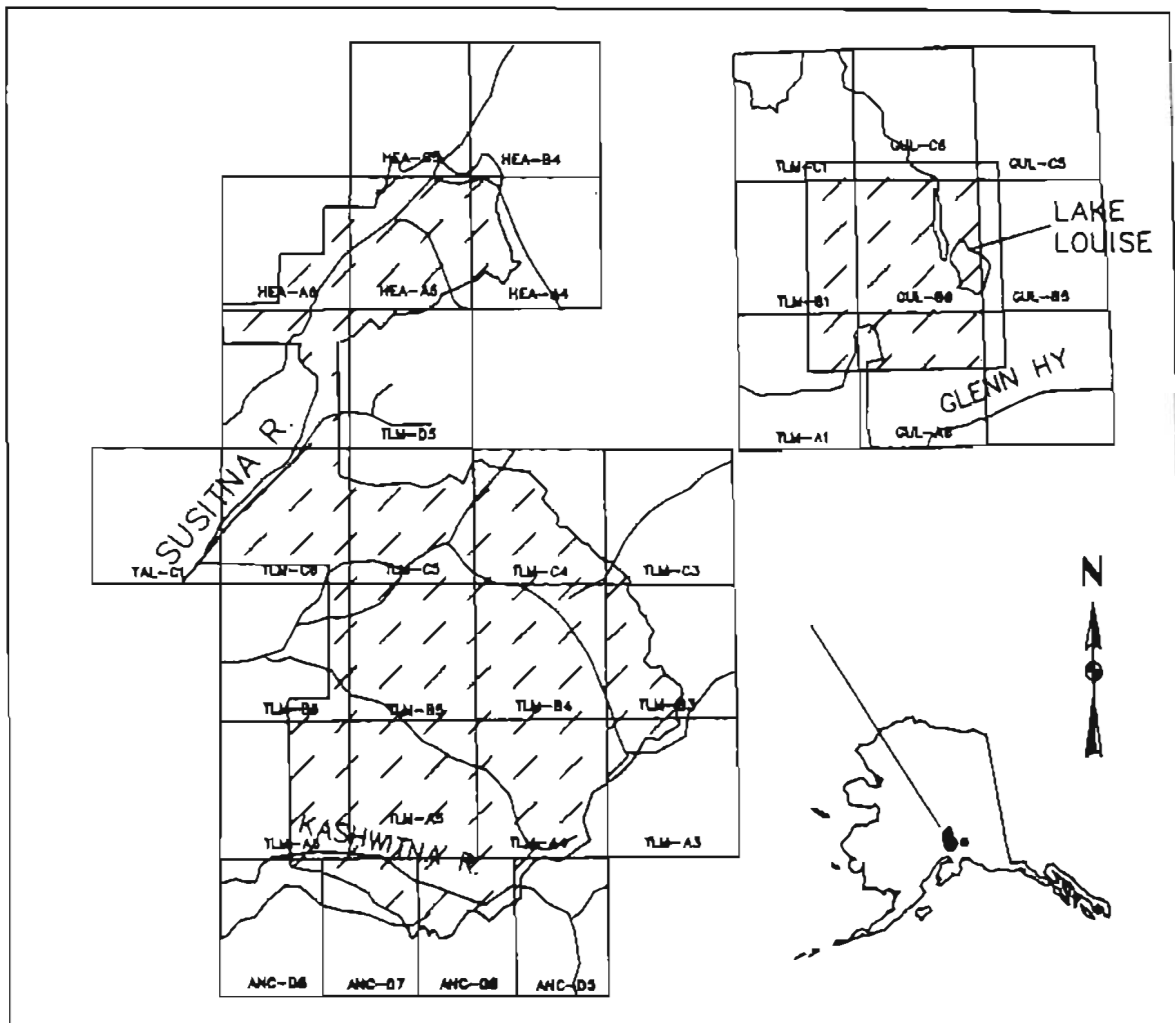 HEA-B5
HEA-B4
GUL-C6
TLM-C1
GUL-C5
LAKE
LOUISE
HEA-A6
HEA-A5
HEA-A4
TLM-B1
GUL-B6
GUL-B5
GLENN HY
SUSITNA R.
TLM-D5
TLM-A1
GUL-A6
TAL-C1
TLM-C6
TLM-C5
TLM-C4
TLM-C3
N
TLM-B6
TLM-B5
TLM-B4
TLM-B3
TLM-A5
KASHWITNA R.
TLM-A6
TLM-A4
TLM-A3
ANC-D8
ANC-D7
ANC-D6
ANC-D5